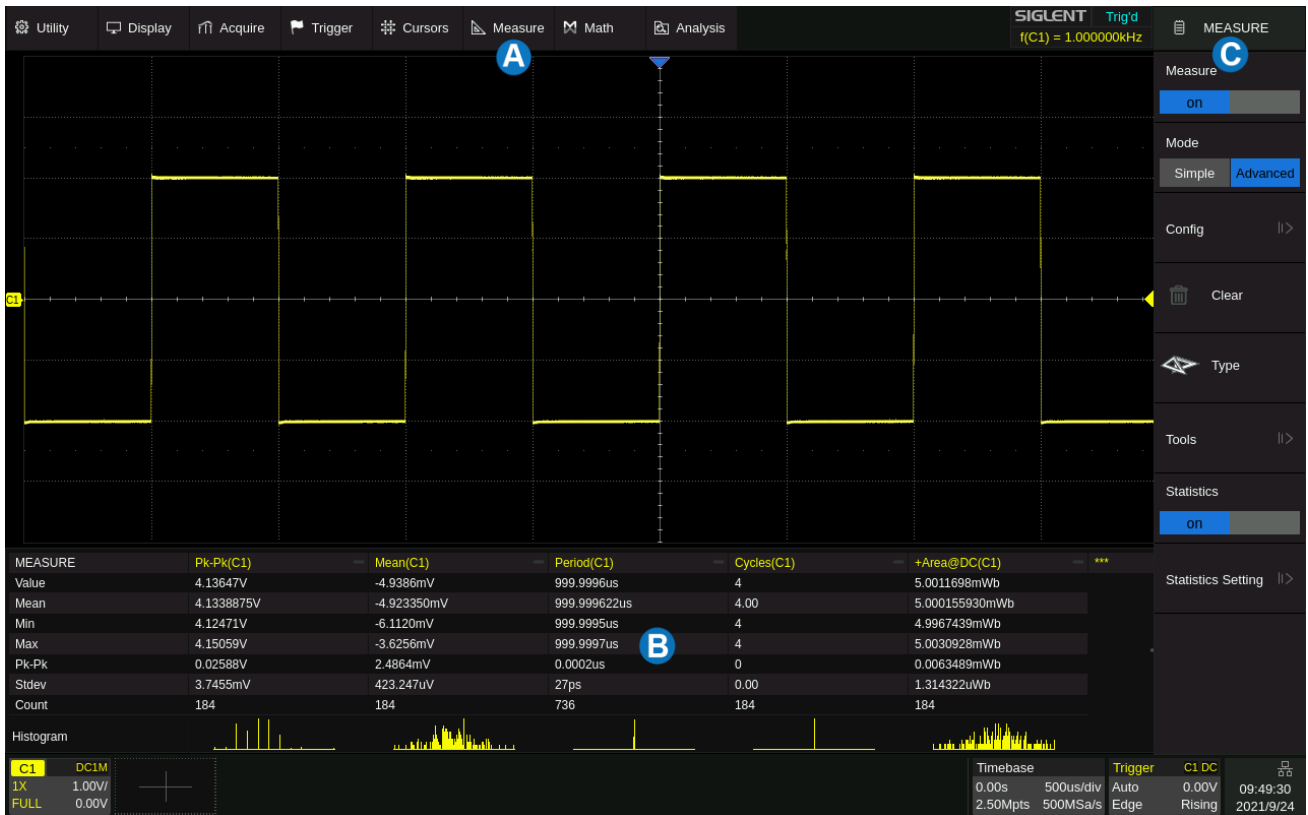 Utility Display Acquire Trigger Cursors Measure Math Analysis
SIGLENT Trig'd
f(C1) = 1.000000kHz
MEASURE
A
C
Measure
on
Mode
Simple Advanced
Config
Clear
Type
Tools
Statistics
on
Statistics Setting
C1
MEASURE Pk-Pk(C1) Mean(C1) Period(C1) Cycles(C1) +Area@DC(C1) ***
Value 4.13647V -4.9386mV 999.9996us 4 5.0011698mWb
Mean 4.1338875V -4.923350mV 999.999622us 4.00 5.000155930mWb
Min 4.12471V -6.1120mV 999.9995us 4 4.9967439mWb
Max 4.15059V -3.6256mV 999.9997us 4 5.0030928mWb
B
Pk-Pk 0.02588V 2.4864mV 0.0002us 0 0.0063489mWb
Stdev 3.7455mV 423.247uV 27ps 0.00 1.314322uWb
Count 184 184 736 184 184
Histogram
C1 DC1M
1X 1.00V/
FULL 0.00V
Timebase
0.00s 500us/div
2.50Mpts 500MSa/s
Trigger C1 DC
Auto 0.00V
Edge Rising
09:49:30
2021/9/24